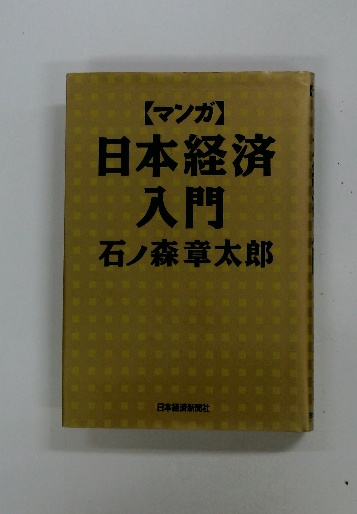 【マンガ】
日本経済
入門
石ノ森章太郎
日本経済新聞社